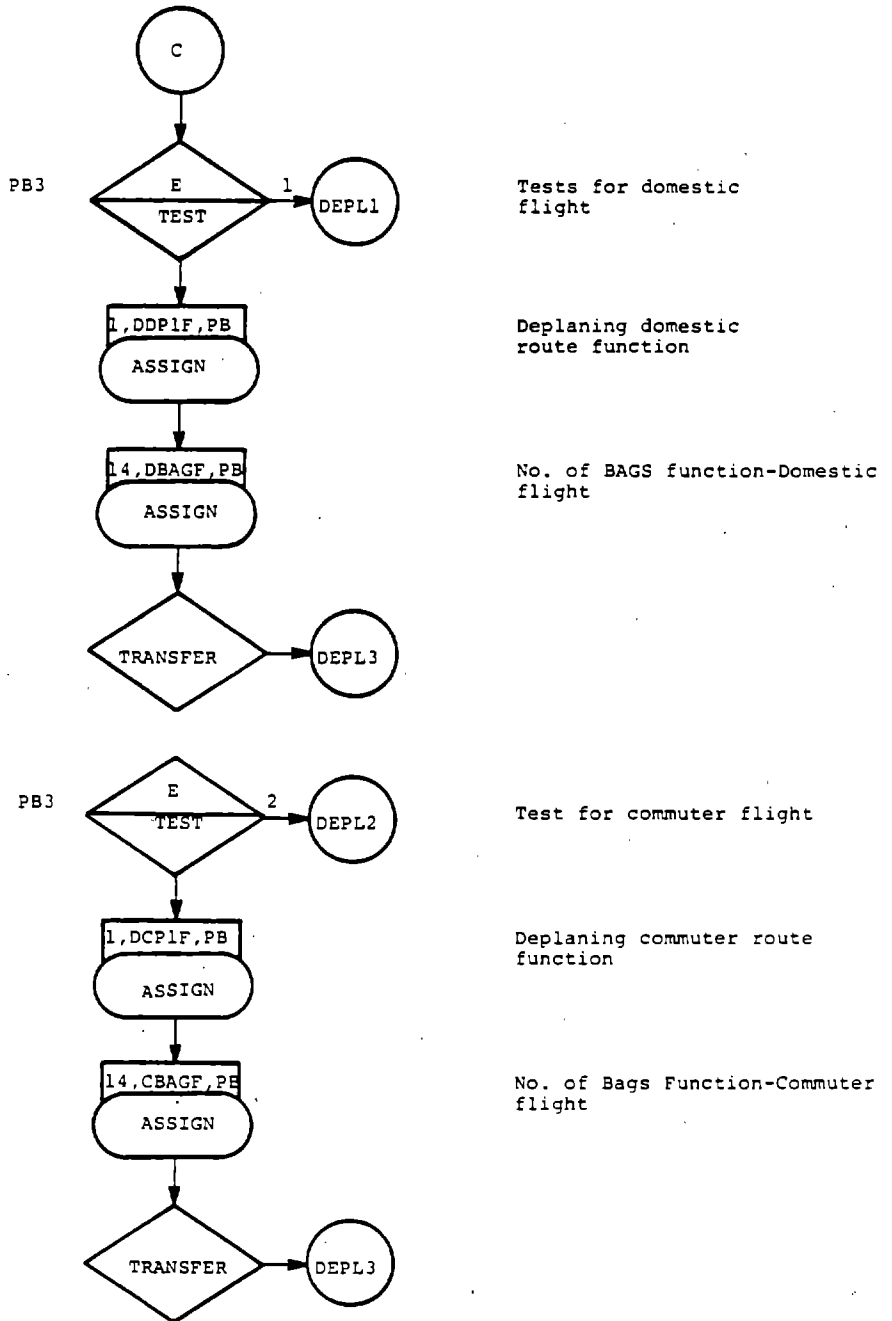 C
PB3
E
TEST
1
DEPL1
Tests for domestic
flight
1,DDP1F,PB
ASSIGN
Deplaning domestic
route function
14,DBAGF,PB
ASSIGN
No. of BAGS function-Domestic
flight
TRANSFER
DEPL3
PB3
E
TEST
2
DEPL2
Test for commuter flight
1,DCP1F,PB
ASSIGN
Deplaning commuter route
function
14,CBAGF,PB
ASSIGN
No. of Bags Function-Commuter
flight
TRANSFER
DEPL3